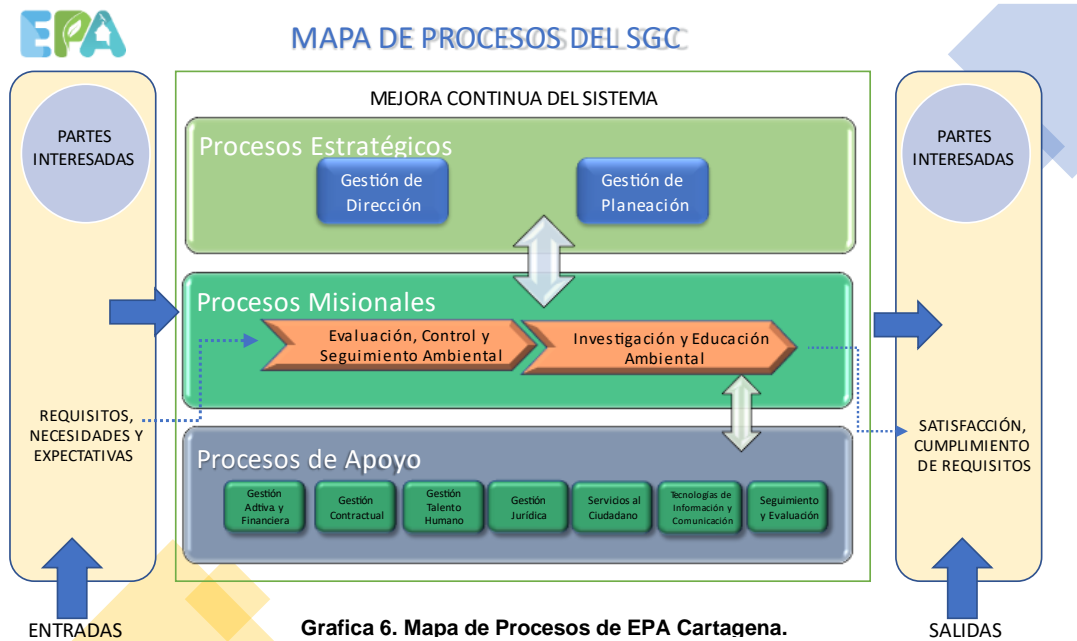 EPA
MAPA DE PROCESOS DEL SGC
PARTES
INTERESADAS
REQUISITOS,
NECESIDADES Y
EXPECTATIVAS
ENTRADAS
MEJORA CONTINUA DEL SISTEMA
Procesos Estratégicos
Gestión de
Dirección
Gestión de
Planeación
Procesos Misionales
Evaluación, Control y
Seguimiento Ambiental
Investigación y Educación
Ambiental
Procesos de Apoyo
Gestión
Adtiva. y
Financiera
Gestión
Contractual
Gestión
Talento
Humano
Gestión
Jurídica
Servicios al
Ciudadano
Tecnologías de
Información y
Comunicación
Seguimiento
y Evaluación
PARTES
INTERESADAS
SATISFACCIÓN,
CUMPLIMIENTO
DE REQUISITOS
SALIDAS
Grafica 6. Mapa de Procesos de EPA Cartagena.